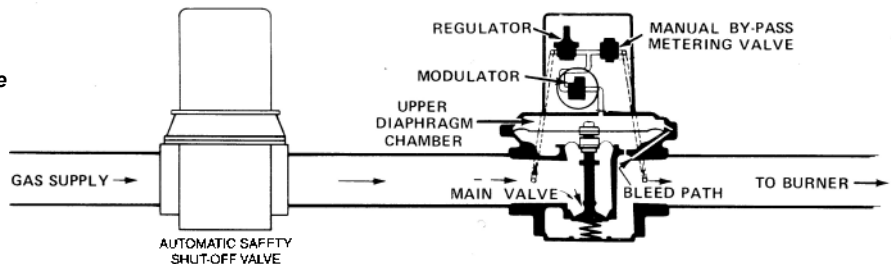 e
REGULATOR
MANUAL BY-PASS
METERING VALVE
MODULATOR
UPPER
DIAPHRAGM
CHAMBER
GAS SUPPLY
MAIN VALVE
BLEED PATH
TO BURNER
AUTOMATIC SAFETY
SHUT-OFF VALVE